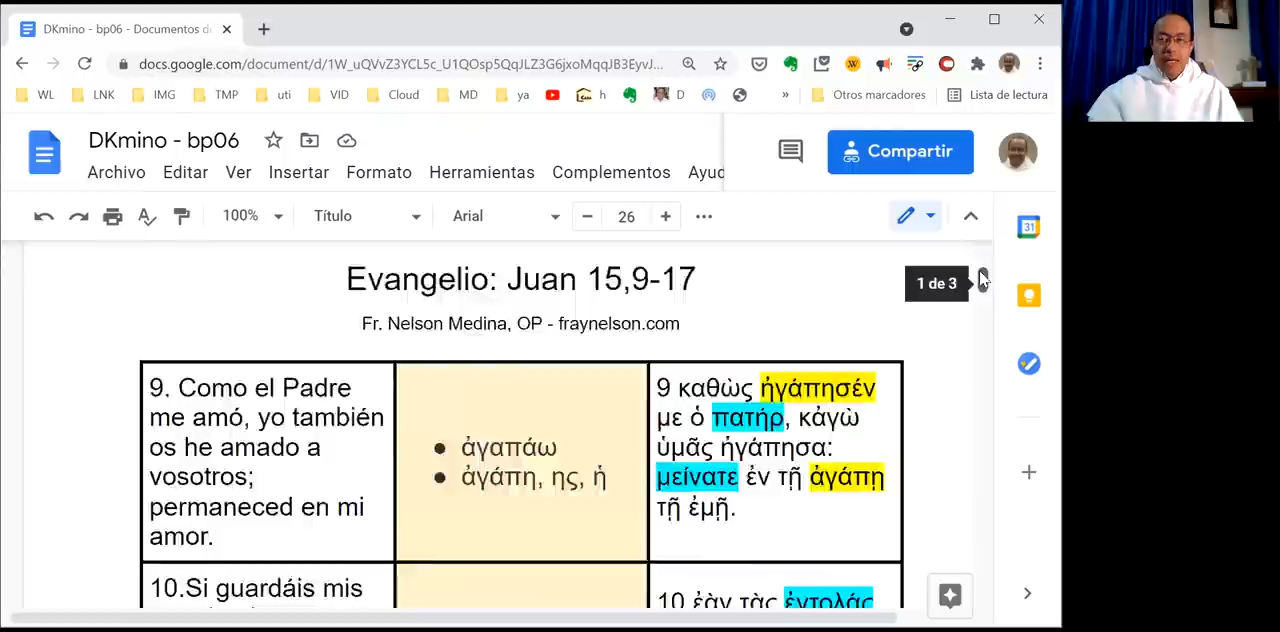 DKmino - bp06 - Documentos d
docs.google.com/document/d/1W_uQVvZ3YCL5c_U1QOsp5QqJLZ3G6jxoMqqJB3EyvJ...
WL LNK IMG TMP uti VID Cloud MD ya h D » Otros marcadores Lista de lectura
DKmino - bp06
Compartir
Archivo Editar Ver Insertar Formato Herramientas Complementos Ayud
100% Título Arial − 26 +
31
Evangelio: Juan 15,9-17
1 de 3
Fr. Nelson Medina, OP - fraynelson.com
9. Como el Padre
me amó, yo también
os he amado a
vosotros;
permaneced en mi
amor.
● ἀγαπάω
● ἀγάπη, ης, ἡ
9 καθὼς ἠγάπησέν
με ὁ πατήρ, κἀγὼ
ὑμᾶς ἠγάπησα:
μείνατε ἐν τῇ ἀγάπῃ
τῇ ἐμῇ.
10.Si guardáis mis
10 ἐὰν τὰς ἐντολάς